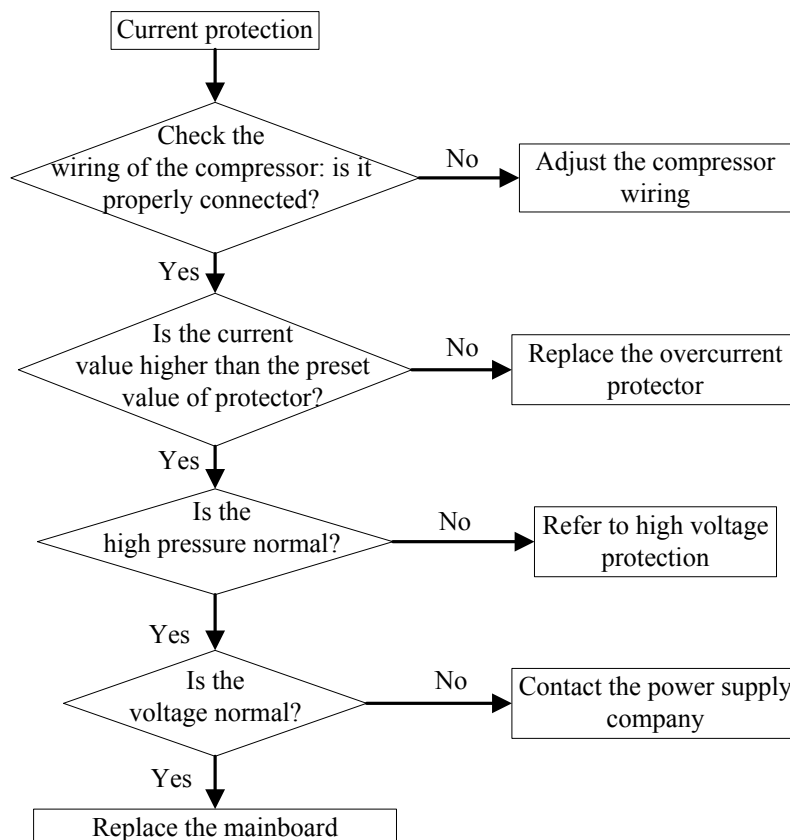 Current protection
Check the
wiring of the compressor: is it
properly connected?
No
Adjust the compressor
wiring
Yes
Is the current
value higher than the preset
value of protector?
No
Replace the overcurrent
protector
Yes
Is the
high pressure normal?
No
Refer to high voltage
protection
Yes
Is the
voltage normal?
No
Contact the power supply
company
Yes
Replace the mainboard